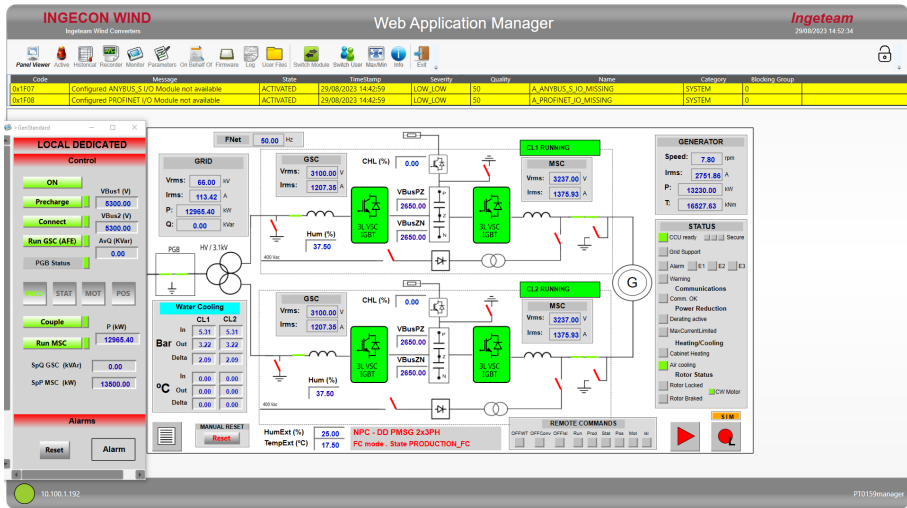 INGECON WIND
Ingeteam Wind Converters
Web Application Manager
Ingeteam
29/08/2023 14:52:34
Panel Viewer Active Historical Recorder Monitor Parameters On Behalf Of Firmware Log User Files Switch Module Switch User Max/Min Info Exit
Code Message State TimeStamp Severity Quality Name Category Blocking Group
0x1F07 Configured ANYBUS_S I/O Module not available ACTIVATED 29/08/2023 14:42:59 LOW_LOW 50 A_ANYBUS_S_IO_MISSING SYSTEM 0
0x1F08 Configured PROFINET I/O Module not available ACTIVATED 29/08/2023 14:42:59 LOW_LOW 50 A_PROFINET_IO_MISSING SYSTEM 0
>GenStandard
LOCAL DEDICATED
Control
ON
VBus1 (V)
Precharge 5300.00
VBus2 (V)
Connect 5300.00
Run GSC (AFE) AvQ (KVar)
0.00
PGB Status
STAT MOT POS
Couple P (kW)
Run MSC 12965.40
SpQ GSC (kVAr) 0.00
SpP MSC (kW) 13500.00
Alarms
Reset Alarm
FNet 50.00 Hz
GRID
Vrms: 66.00 kV
Irms: 113.42 A
P: 12965.40 kW
Q: 0.00 kVar
PGB HV / 3.1kV
CL1 RUNNING
GSC
Vrms: 3100.00 V
Irms: 1207.35 A
CHL (%) 0.00
MSC
Vrms: 3237.00 V
Irms: 1375.93 A
VBusPZ
2650.00
VBusZN
2650.00
P
Z
N
3L VSC
IGBT
3L VSC
IGBT
Hum (%)
37.50
400 Vac
CL2 RUNNING
GSC
Vrms: 3100.00 V
Irms: 1207.35 A
CHL (%) 0.00
MSC
Vrms: 3237.00 V
Irms: 1375.93 A
VBusPZ
2650.00
VBusZN
2650.00
P
Z
N
3L VSC
IGBT
3L VSC
IGBT
Hum (%)
37.50
400 Vac
G
Water Cooling
CL1 CL2
In 5.31 5.31
Bar Out 3.22 3.22
Delta 2.09 2.09
In 0.00 0.00
ºC Out 0.00 0.00
Delta 0.00 0.00
MANUAL RESET
Reset
HumExt (%) 25.00
TempExt (ºC) 17.50
NPC - DD PMSG 2x3PH
FC mode . State PRODUCTION_FC
REMOTE COMMANDS
OFFWT OFFConv OFFIsl Run Prod Stat Pos Mot Isl
GENERATOR
Speed: 7.80 rpm
Irms: 2751.86 A
P: 13230.00 kW
T: 16527.63 kNm
STATUS
CCU ready Secure
Grid Support
Alarm E1 E2 E3
Warning
Communications
Comm. OK
Power Reduction
Derating active
MaxCurrentLimited
Heating/Cooling
Cabinet Heating
Air cooling
Rotor Status
Rotor Locked CW Motor
Rotor Braked
SIM
L
10.100.1.192
PT0159manager